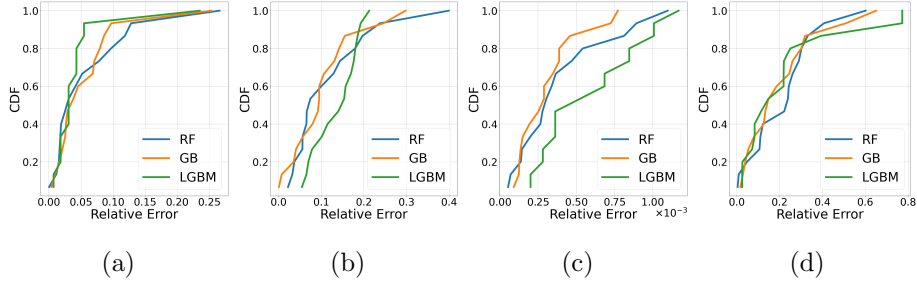 CDF
1.0
0.8
0.6
0.4
0.2
RF
GB
LGBM
0.00 0.05 0.10 0.15 0.20 0.25
Relative Error
(a)
CDF
1.0
0.8
0.6
0.4
0.2
RF
GB
LGBM
0.0 0.1 0.2 0.3 0.4
Relative Error
(b)
CDF
1.0
0.8
0.6
0.4
0.2
RF
GB
LGBM
0.25 0.50 0.75 1.00
Relative Error ×10⁻³
(c)
CDF
1.0
0.8
0.6
0.4
0.2
RF
GB
LGBM
0.0 0.2 0.4 0.6 0.8
Relative Error
(d)